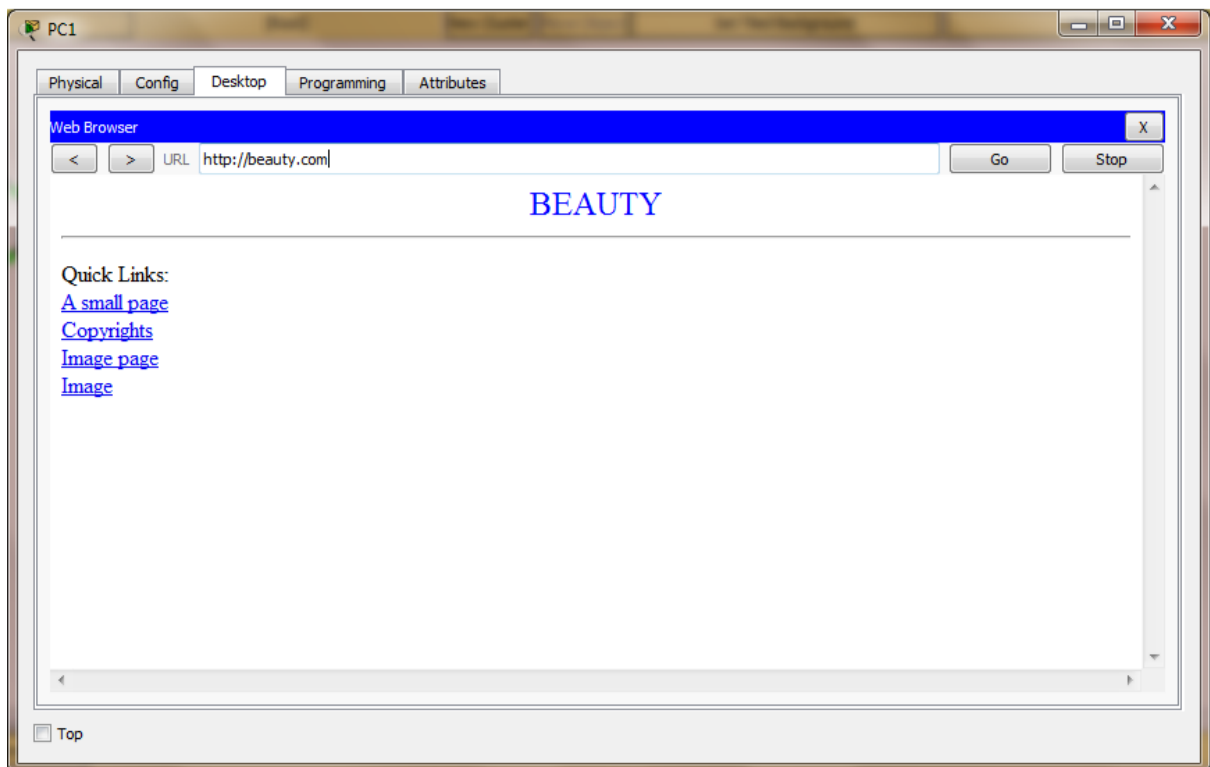 PC1
Physical Config Desktop Programming Attributes
Web Browser X
< > URL http://beauty.com Go Stop
BEAUTY
Quick Links:
A small page
Copyrights
Image page
Image
Top